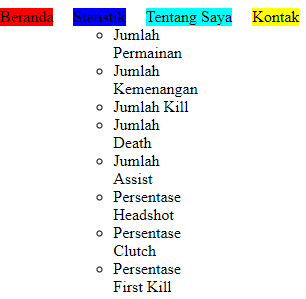 Beranda Statistik Tentang Saya Kontak
Jumlah
Permainan
Jumlah
Kemenangan
Jumlah Kill
Jumlah
Death
Jumlah
Assist
Persentase
Headshot
Persentase
Clutch
Persentase
First Kill